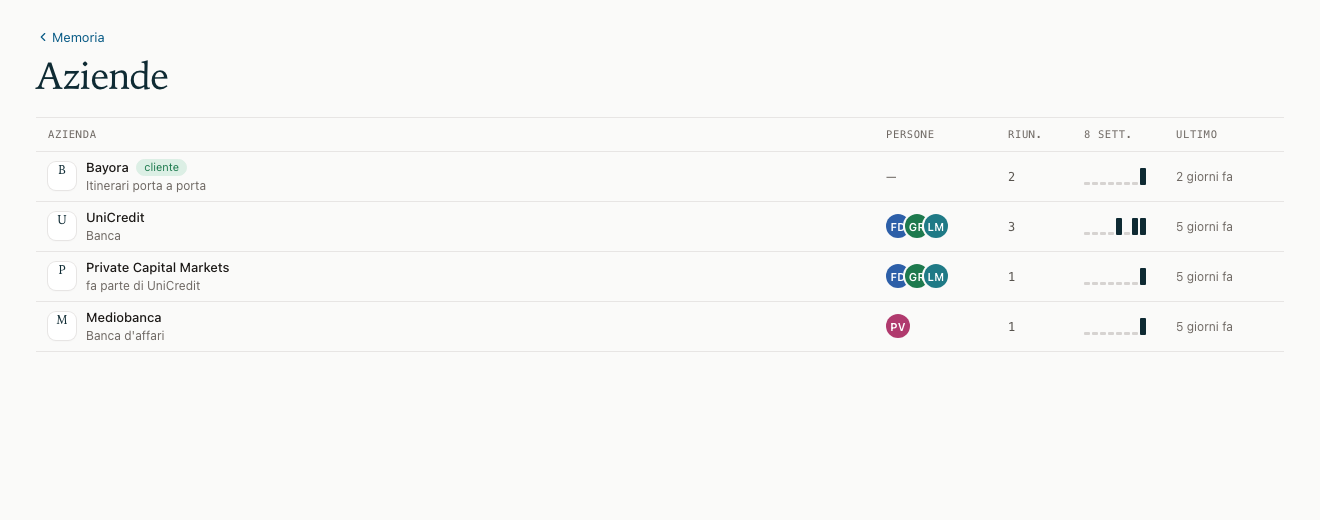 Memoria
Aziende
AZIENDA PERSONE RIUN. 8 SETT. ULTIMO
B Bayora cliente — 2 2 giorni fa
Itinerari porta a porta
U UniCredit FD GR LM 3 5 giorni fa
Banca
P Private Capital Markets FD GR LM 1 5 giorni fa
fa parte di UniCredit
M Mediobanca PV 1 5 giorni fa
Banca d'affari